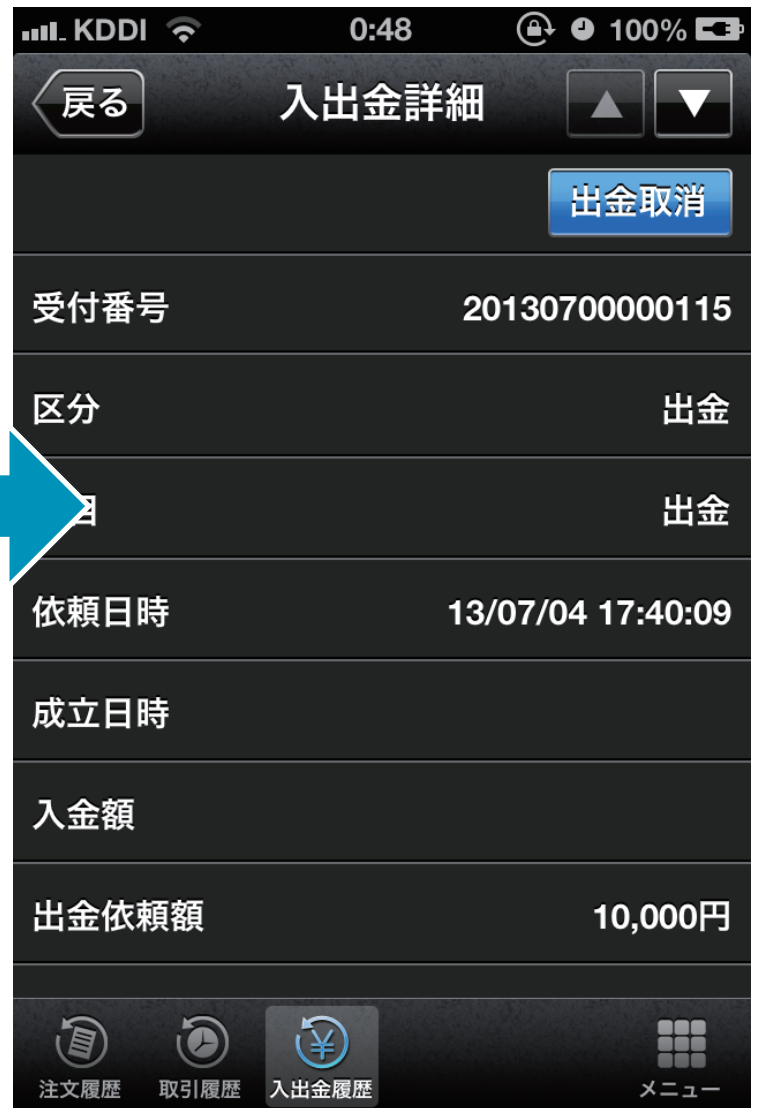 KDDI 0:48 100%
戻る 入出金詳細
出金取消
受付番号 20130700000115
区分 出金
出金
依頼日時 13/07/04 17:40:09
成立日時
入金額
出金依頼額 10,000円
注文履歴 取引履歴 入出金履歴 メニュー